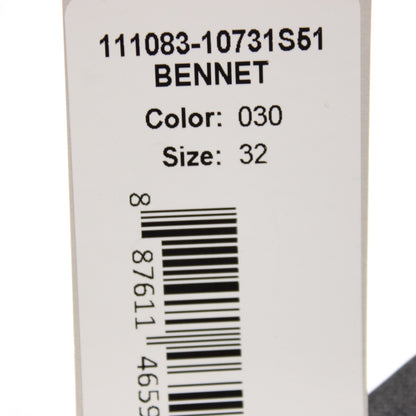 111083-10731S51
BENNET
Color: 030
Size: 32
8
87611
4659